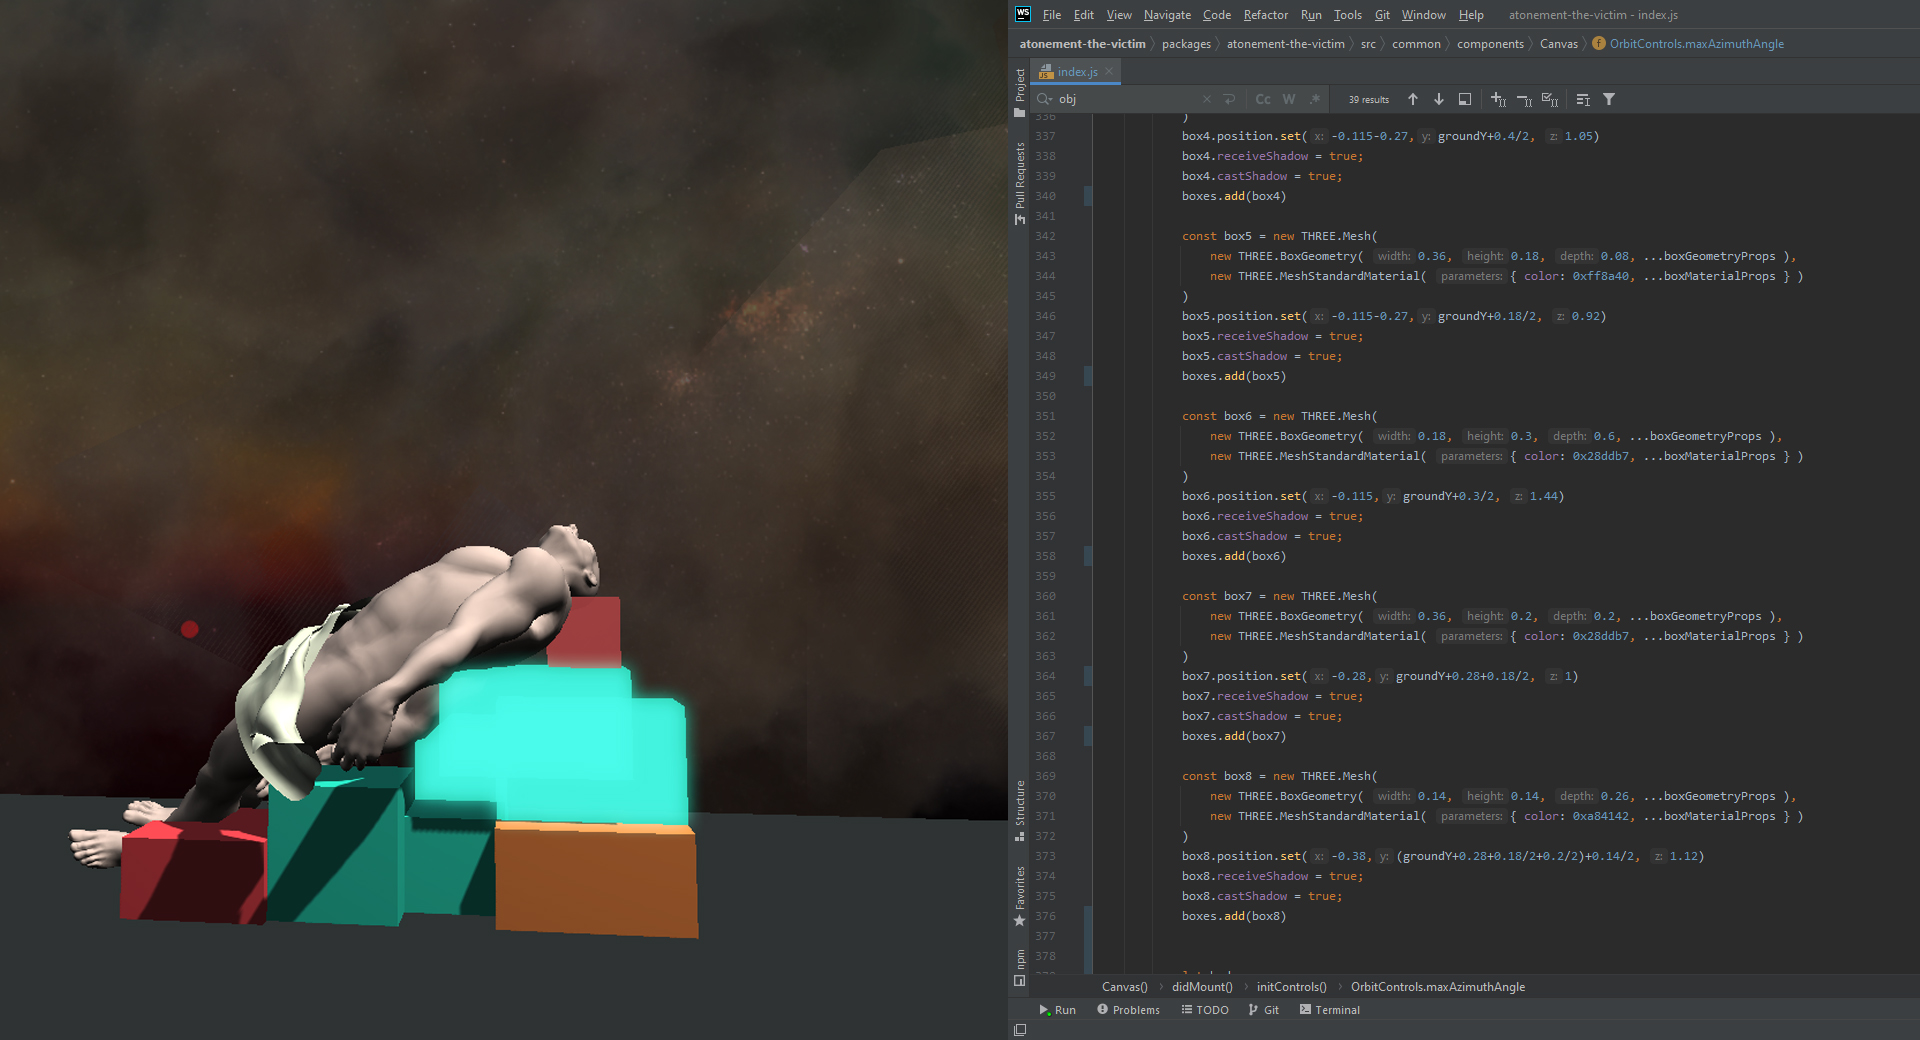 WS File Edit View Navigate Code Refactor Run Tools Git Window Help atonement-the-victim - index.js
atonement-the-victim packages atonement-the-victim src common components Canvas f OrbitControls.maxAzimuthAngle
Project
Pull Requests
Structure
Favorites
npm
JS index.js
obj Cc W .* 39 results
336 )
337 box4.position.set( x: -0.115-0.27, y: groundY+0.4/2, z: 1.05)
338 box4.receiveShadow = true;
339 box4.castShadow = true;
340 boxes.add(box4)
341
342 const box5 = new THREE.Mesh(
343 new THREE.BoxGeometry( width: 0.36, height: 0.18, depth: 0.08, ...boxGeometryProps ),
344 new THREE.MeshStandardMaterial( parameters: { color: 0xff8a40, ...boxMaterialProps } )
345 )
346 box5.position.set( x: -0.115-0.27, y: groundY+0.18/2, z: 0.92)
347 box5.receiveShadow = true;
348 box5.castShadow = true;
349 boxes.add(box5)
350
351 const box6 = new THREE.Mesh(
352 new THREE.BoxGeometry( width: 0.18, height: 0.3, depth: 0.6, ...boxGeometryProps ),
353 new THREE.MeshStandardMaterial( parameters: { color: 0x28ddb7, ...boxMaterialProps } )
354 )
355 box6.position.set( x: -0.115, y: groundY+0.3/2, z: 1.44)
356 box6.receiveShadow = true;
357 box6.castShadow = true;
358 boxes.add(box6)
359
360 const box7 = new THREE.Mesh(
361 new THREE.BoxGeometry( width: 0.36, height: 0.2, depth: 0.2, ...boxGeometryProps ),
362 new THREE.MeshStandardMaterial( parameters: { color: 0x28ddb7, ...boxMaterialProps } )
363 )
364 box7.position.set( x: -0.28, y: groundY+0.28+0.18/2, z: 1)
365 box7.receiveShadow = true;
366 box7.castShadow = true;
367 boxes.add(box7)
368
369 const box8 = new THREE.Mesh(
370 new THREE.BoxGeometry( width: 0.14, height: 0.14, depth: 0.26, ...boxGeometryProps ),
371 new THREE.MeshStandardMaterial( parameters: { color: 0xa84142, ...boxMaterialProps } )
372 )
373 box8.position.set( x: -0.38, y: (groundY+0.28+0.18/2+0.2/2)+0.14/2, z: 1.12)
374 box8.receiveShadow = true;
375 box8.castShadow = true;
376 boxes.add(box8)
377
378
Canvas() didMount() initControls() OrbitControls.maxAzimuthAngle
Run Problems TODO Git Terminal